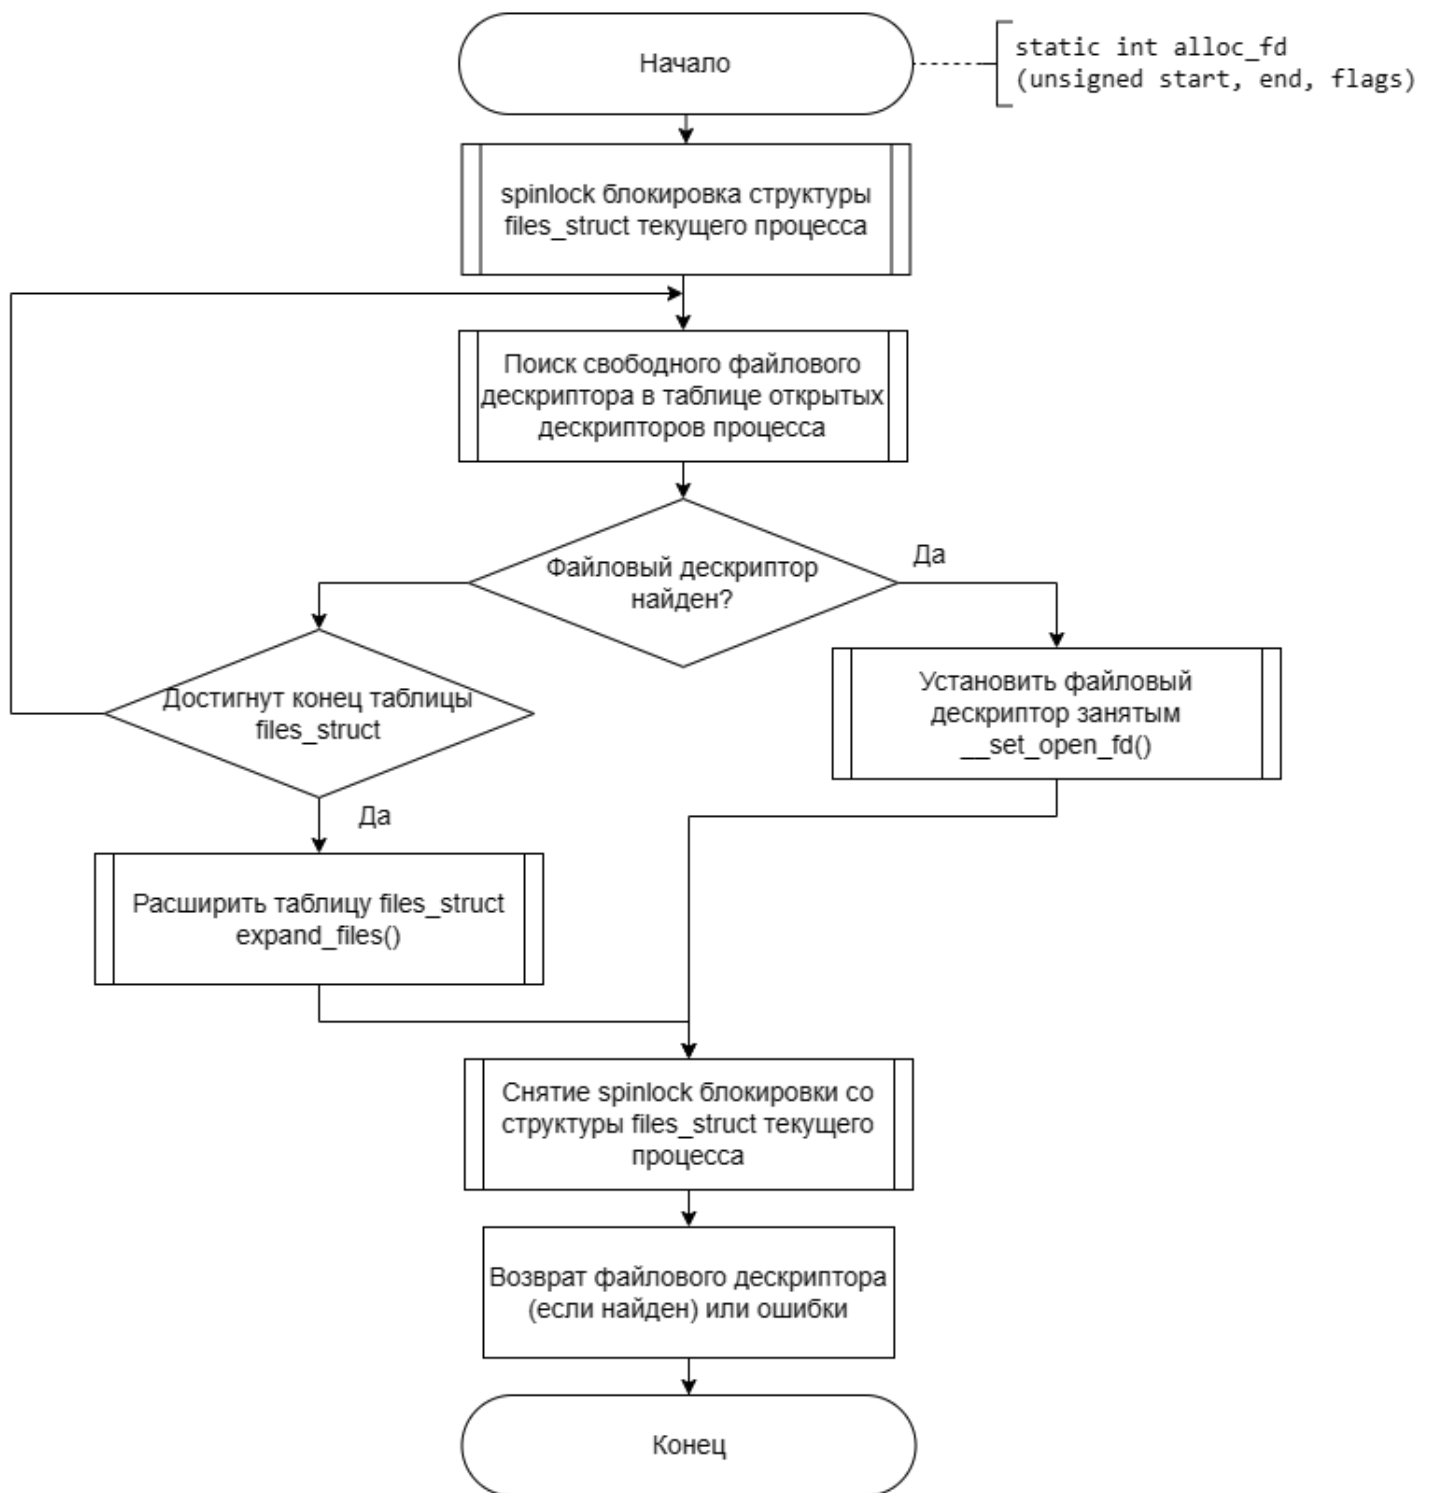 Начало
static int alloc_fd
(unsigned start, end, flags)
spinlock блокировка структуры
files_struct текущего процесса
Поиск свободного файлового
дескриптора в таблице открытых
дескрипторов процесса
Файловый дескриптор
найден?
Да
Достигнут конец таблицы
files_struct
Да
Установить файловый
дескриптор занятым
__set_open_fd()
Расширить таблицу files_struct
expand_files()
Снятие spinlock блокировки со
структуры files_struct текущего
процесса
Возврат файлового дескриптора
(если найден) или ошибки
Конец